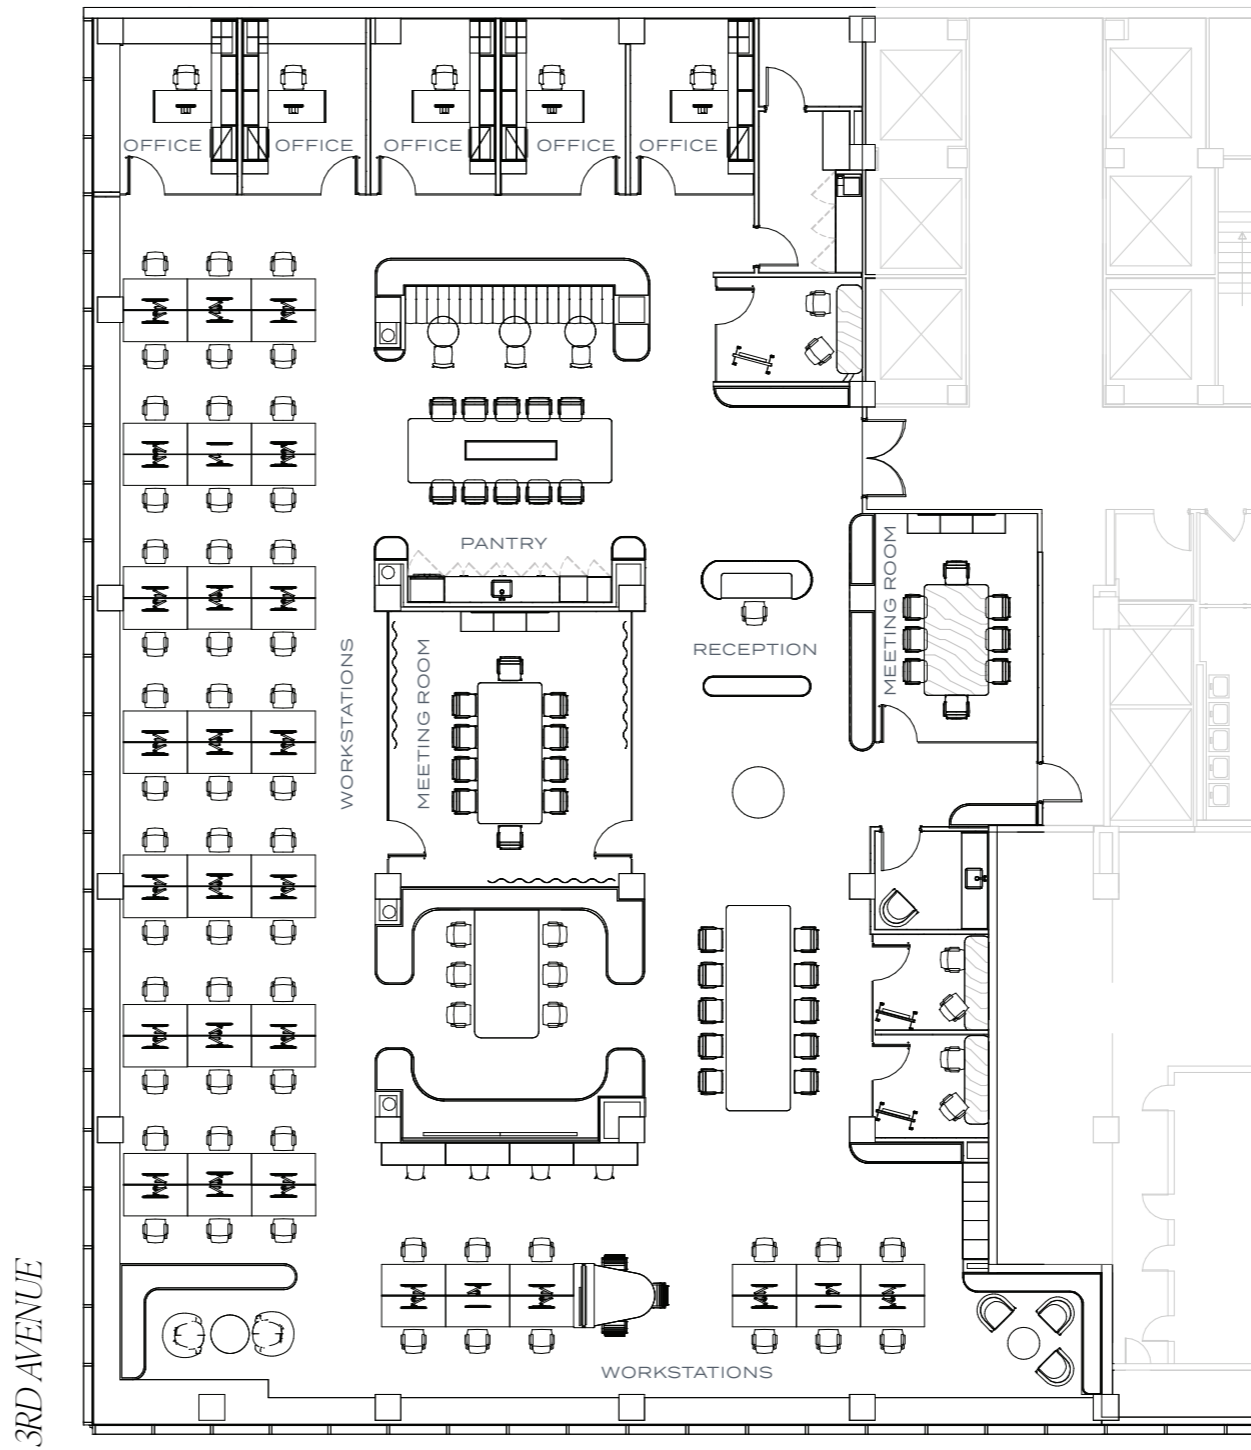 OFFICE
OFFICE
OFFICE
OFFICE
OFFICE
PANTRY
MEETING ROOM
RECEPTION
WORKSTATIONS
MEETING ROOM
3RD AVENUE
WORKSTATIONS